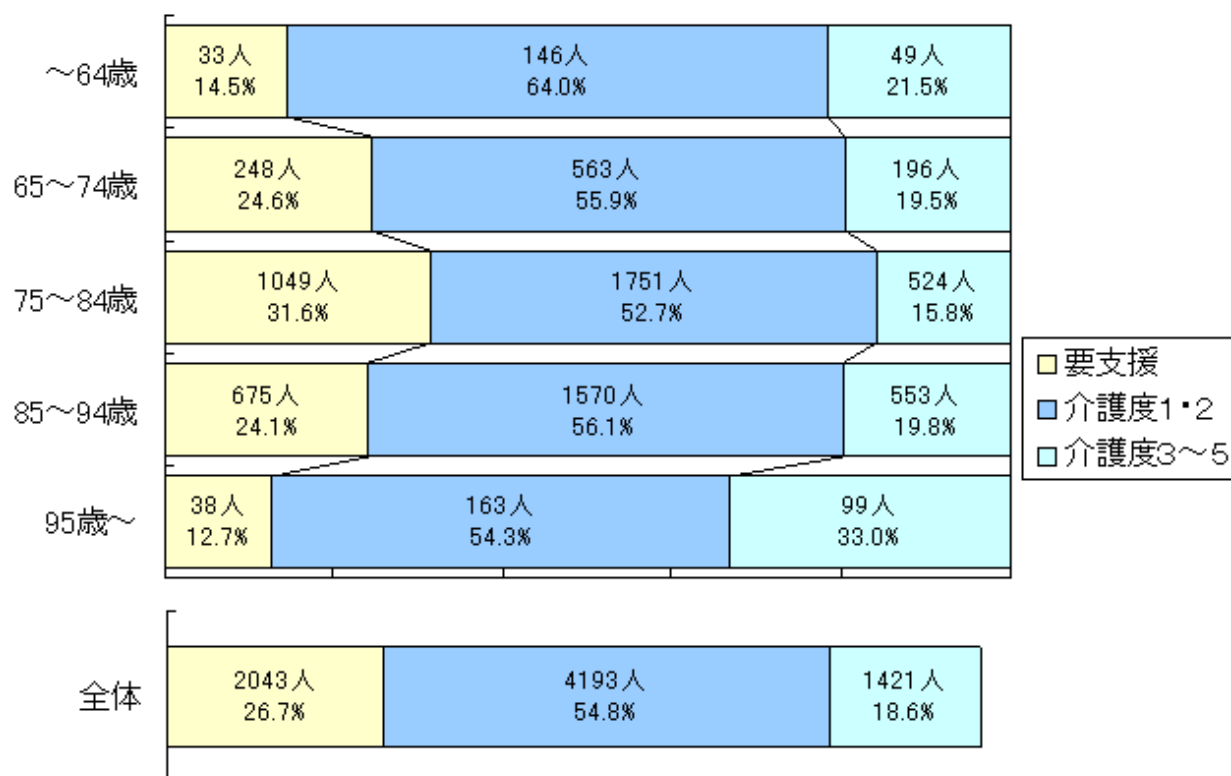 ～64歳
33人 146人 49人
14.5% 64.0% 21.5%
65～74歳
248人 563人 196人
24.6% 55.9% 19.5%
75～84歳
1049人 1751人 524人
31.6% 52.7% 15.8%
85～94歳
675人 1570人 553人
24.1% 56.1% 19.8%
95歳～
38人 163人 99人
12.7% 54.3% 33.0%
要支援
介護度1・2
介護度3～5
全体
2043人 4193人 1421人
26.7% 54.8% 18.6%